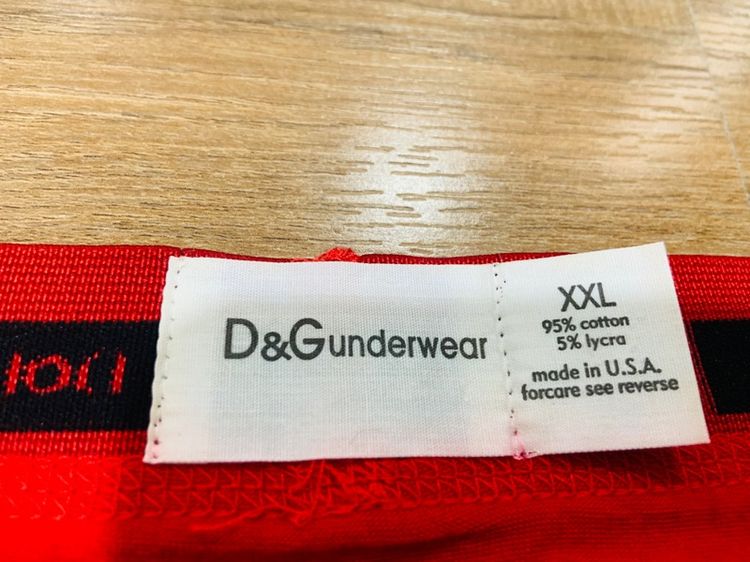 D&Gunderwear
XXL
95% cotton
5% lycra
made in U.S.A.
forcare see reverse